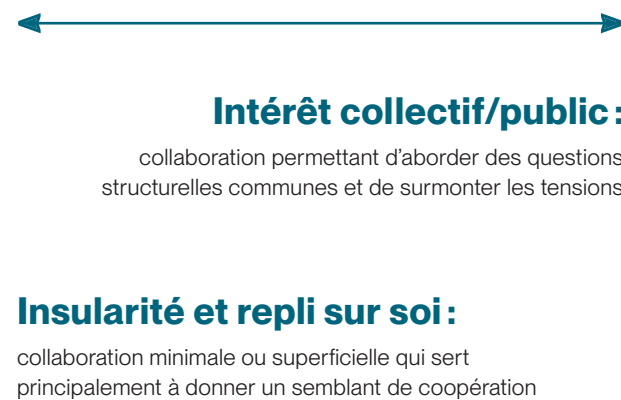 Intérêt collectif/public :
collaboration permettant d’aborder des questions
structurelles communes et de surmonter les tensions
Insularité et repli sur soi :
collaboration minimale ou superficielle qui sert
principalement à donner un semblant de coopération